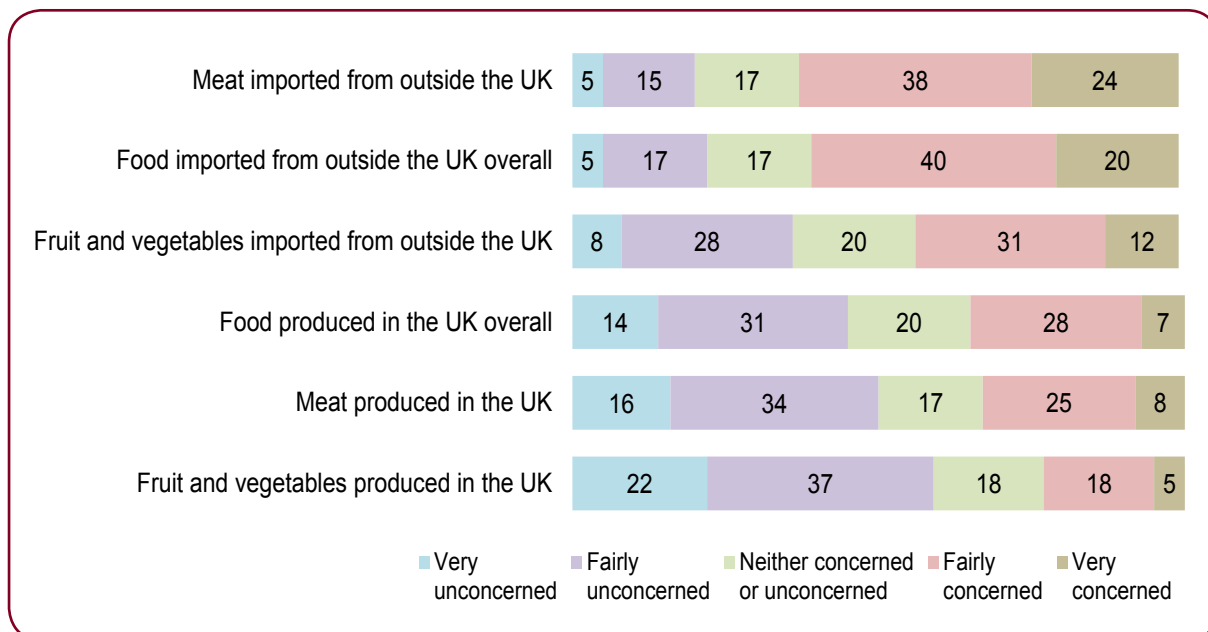 Meat imported from outside the UK 5 15 17 38 24
Food imported from outside the UK overall 5 17 17 40 20
Fruit and vegetables imported from outside the UK 8 28 20 31 12
Food produced in the UK overall 14 31 20 28 7
Meat produced in the UK 16 34 17 25 8
Fruit and vegetables produced in the UK 22 37 18 18 5
Very Fairly Neither concerned Fairly Very
unconcerned unconcerned or unconcerned concerned concerned